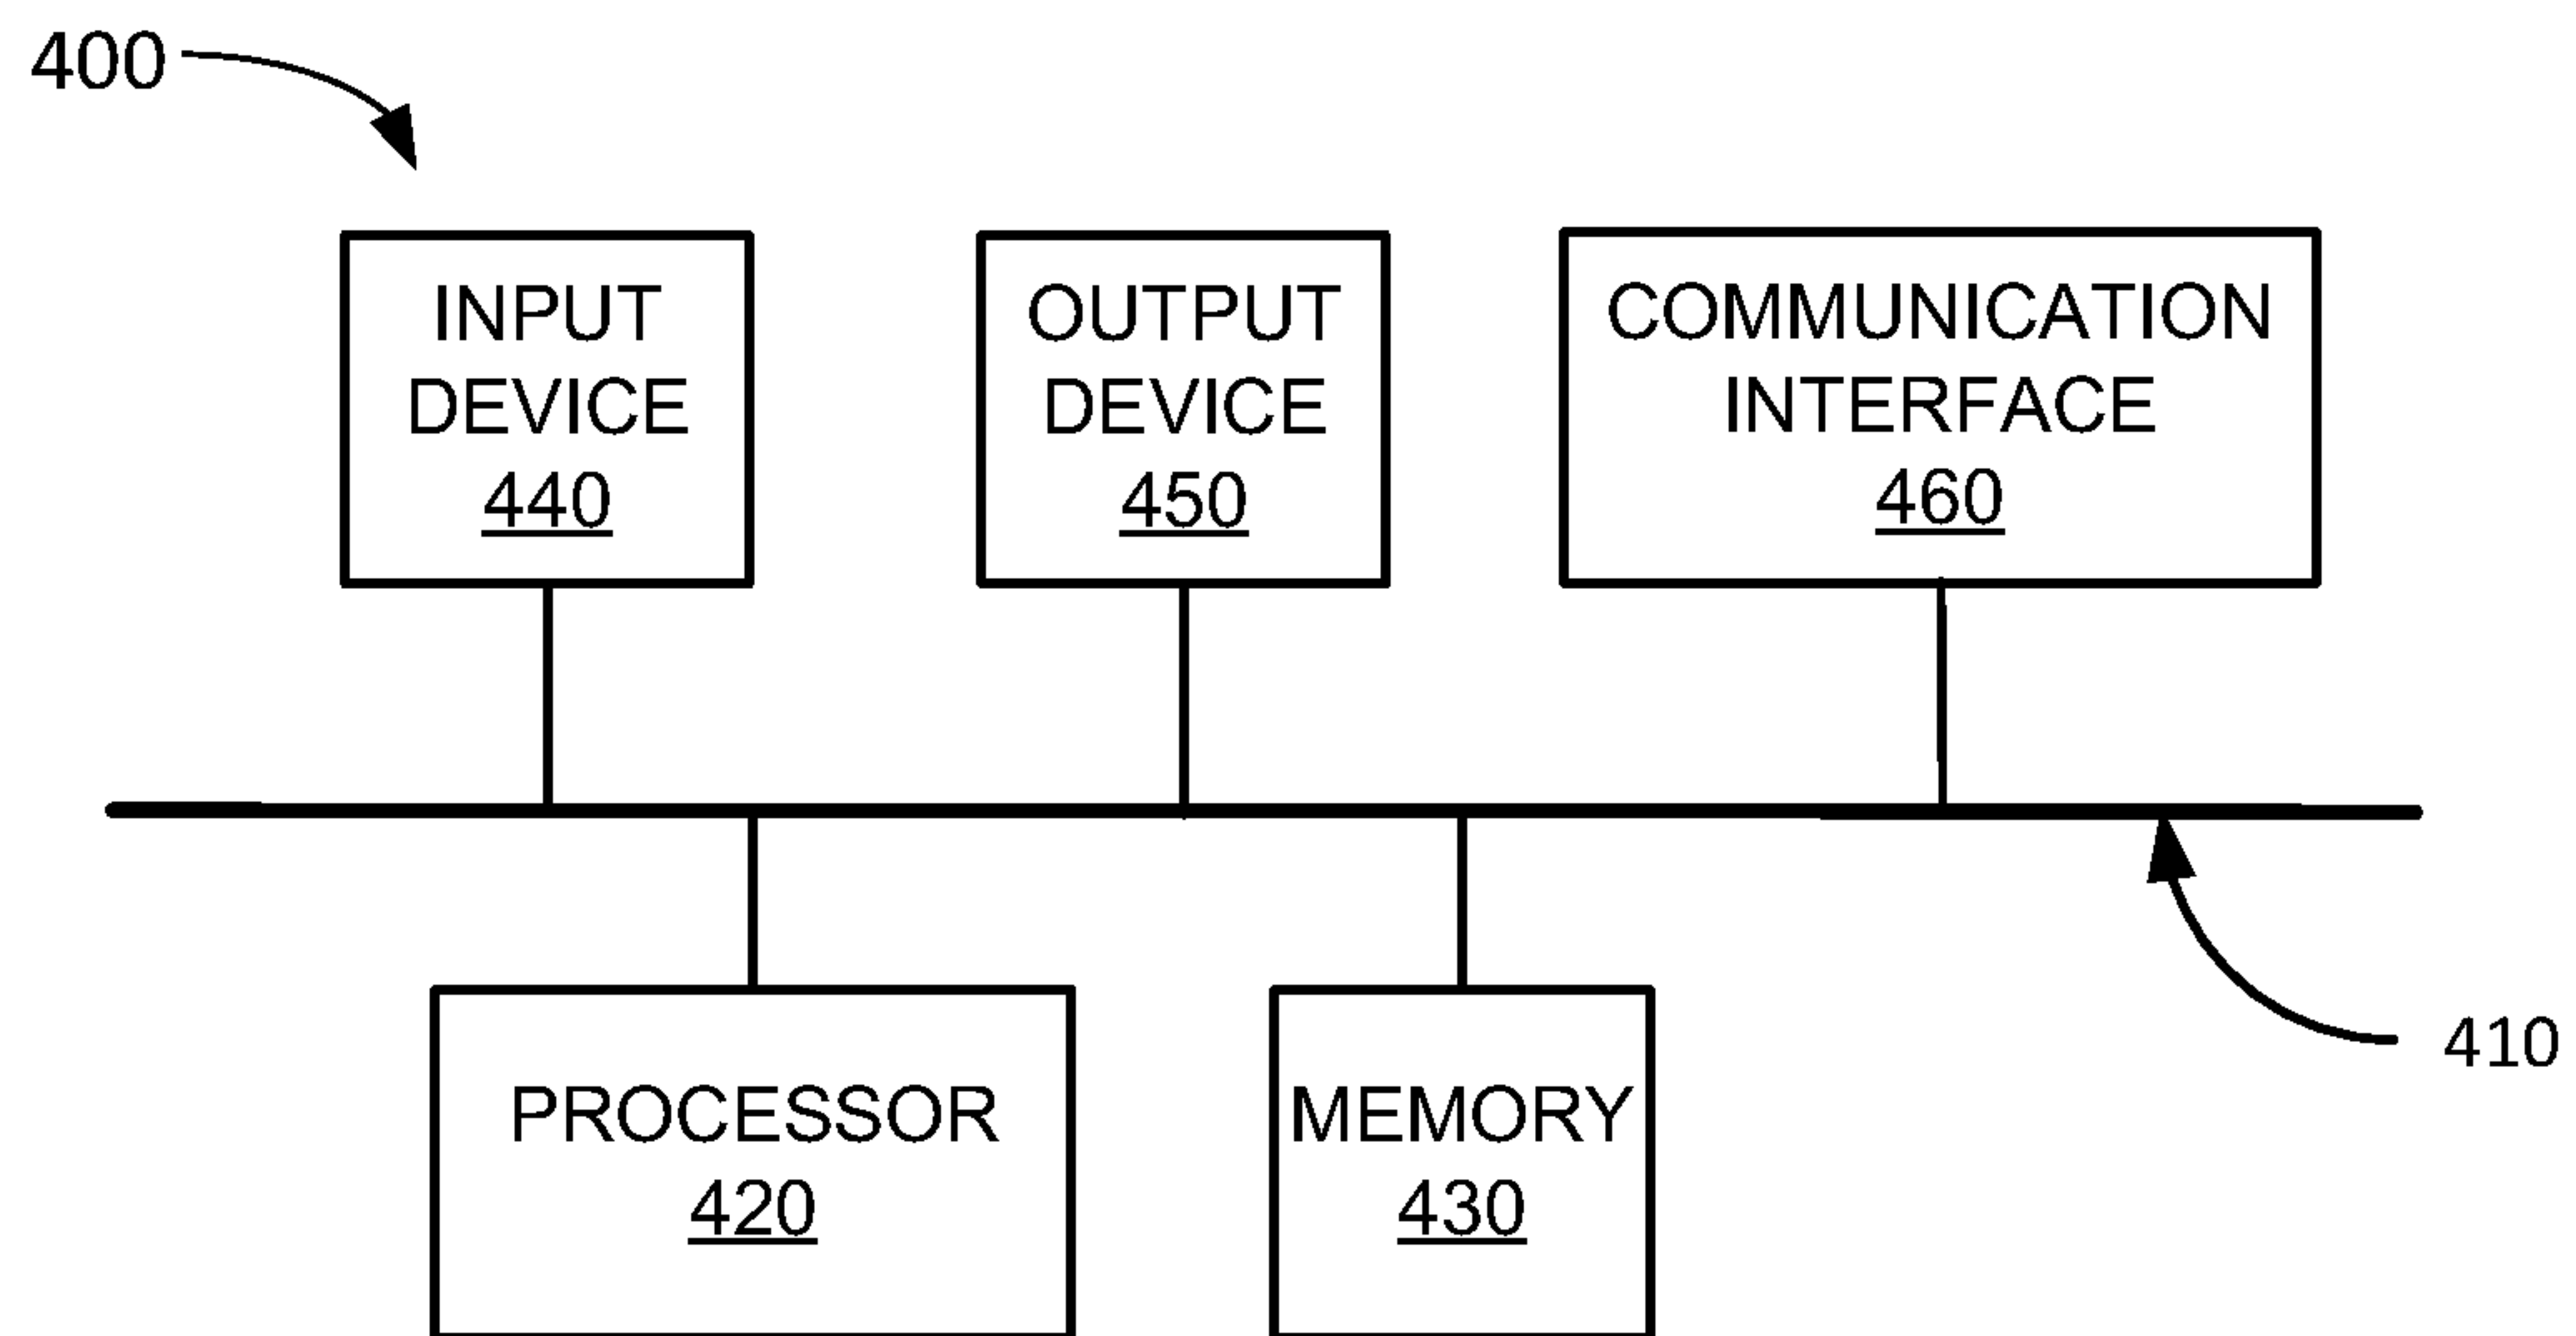 400
INPUT
DEVICE
440
OUTPUT
DEVICE
450
COMMUNICATION
INTERFACE
460
PROCESSOR
420
MEMORY
430
410